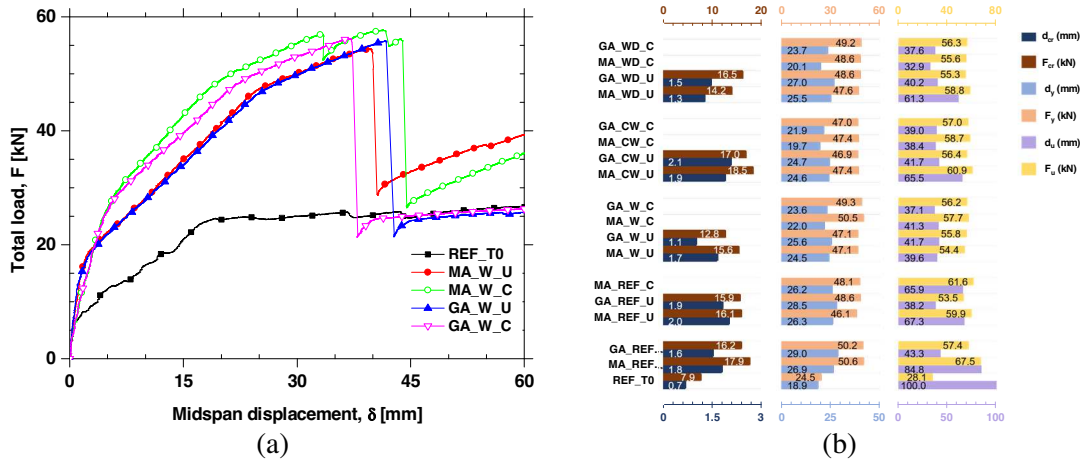 (a)
Total load, F [kN]
60
50
40
30
20
10
0
0 15 30 45 60
Midspan displacement, δ [mm]
REF_T0
MA_W_U
MA_W_C
GA_W_U
GA_W_C
(a)
0 10 20
0 30 60
0 40 80
GA_WD_C 49.2 56.3
23.7 37.6
MA_WD_C 48.6 55.6
20.1 32.9
GA_WD_U 16.5 48.6 55.3
1.5 27.0 40.2
MA_WD_U 14.2 47.6 58.8
1.3 25.5 61.3
GA_CW_C 47.0 57.0
21.9 39.0
MA_CW_C 47.4 58.7
19.7 38.4
GA_CW_U 17.0 46.9 56.4
2.1 24.7 41.7
MA_CW_U 18.5 47.4 60.9
1.9 24.6 65.5
GA_W_C 49.3 56.2
23.6 37.1
MA_W_C 50.5 57.7
22.0 41.3
GA_W_U 12.8 47.1 55.8
1.1 25.6 41.7
MA_W_U 15.6 47.1 54.4
1.7 24.5 39.6
MA_REF_C 48.1 61.6
26.2 65.9
GA_REF_U 15.9 48.6 53.5
1.9 28.5 38.2
MA_REF_U 16.1 46.1 59.9
2.0 26.3 67.3
GA_REF... 16.2 50.2 57.4
1.6 29.0 43.3
MA_REF... 17.9 50.6 67.5
1.8 26.9 84.8
REF_T0 7.9 24.5 28.1
0.7 18.9 100.0
0 1.5 3
0 25 50
0 50 100
d_cr (mm)
F_cr (kN)
d_y (mm)
F_y (kN)
d_u (mm)
F_u (kN)
(b)